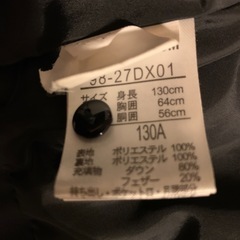 98-27DX01
サイズ 身長 130cm
胸囲 64cm
胴囲 56cm
130A
表地 ポリエステル 100%
裏地 ポリエステル 100%
充填物 ダウン 80%
フェザー 20%